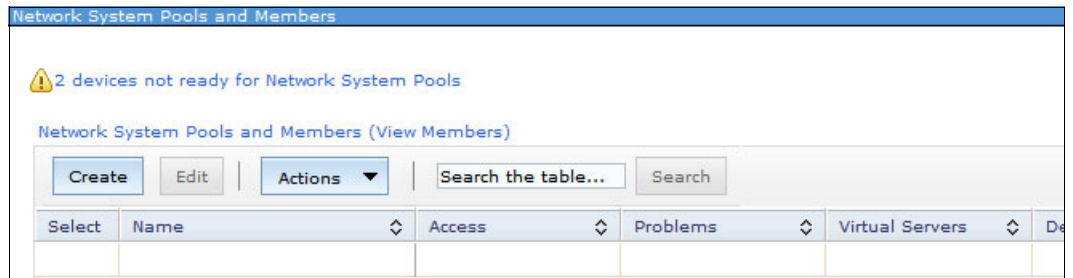 Network System Pools and Members
2 devices not ready for Network System Pools
Network System Pools and Members (View Members)
Create Edit Actions Search the table... Search
Select Name Access Problems Virtual Servers De